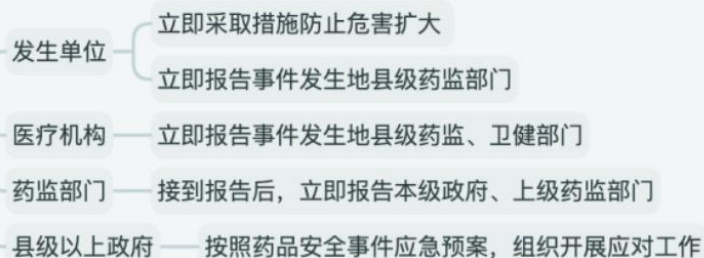 发生单位
立即采取措施防止危害扩大
立即报告事件发生地县级药监部门
医疗机构
立即报告事件发生地县级药监、卫健部门
药监部门
接到报告后，立即报告本级政府、上级药监部门
县级以上政府
按照药品安全事件应急预案，组织开展应对工作